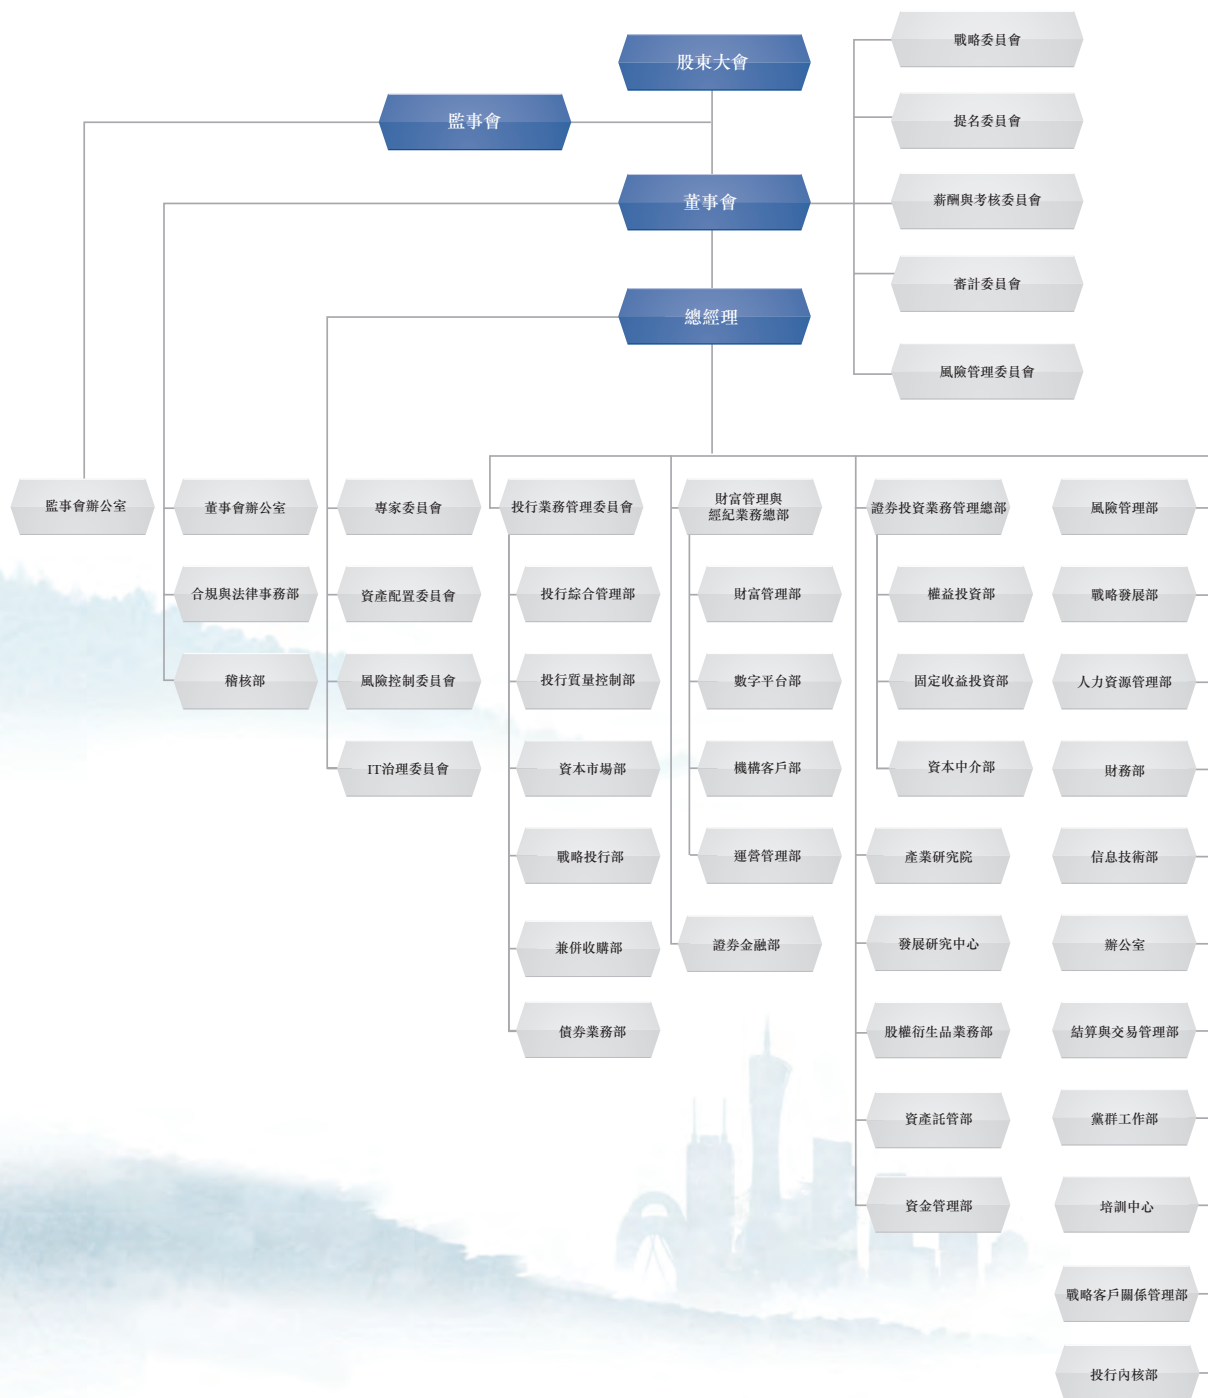 股東大會
監事會
董事會
總經理
戰略委員會
提名委員會
薪酬與考核委員會
審計委員會
風險管理委員會
監事會辦公室
董事會辦公室
合規與法律事務部
稽核部
專家委員會
資產配置委員會
風險控制委員會
IT治理委員會
投行業務管理委員會
投行綜合管理部
投行質量控制部
資本市場部
戰略投行部
兼併收購部
債券業務部
財富管理與
經紀業務總部
財富管理部
數字平台部
機構客戶部
運營管理部
證券金融部
證券投資業務管理總部
權益投資部
固定收益投資部
資本中介部
產業研究院
發展研究中心
股權衍生品業務部
資產託管部
資金管理部
風險管理部
戰略發展部
人力資源管理部
財務部
信息技術部
辦公室
結算與交易管理部
黨群工作部
培訓中心
戰略客戶關係管理部
投行內核部